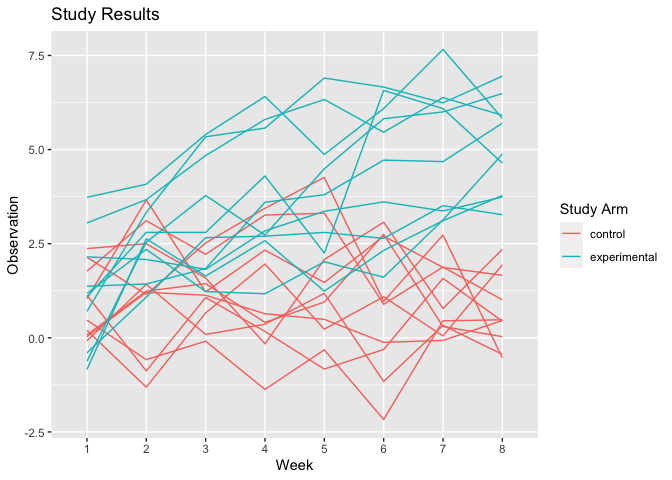 Study Results
7.5
5.0
2.5
0.0
-2.5
Observation
1 2 3 4 5 6 7 8
Week
Study Arm
control
experimental